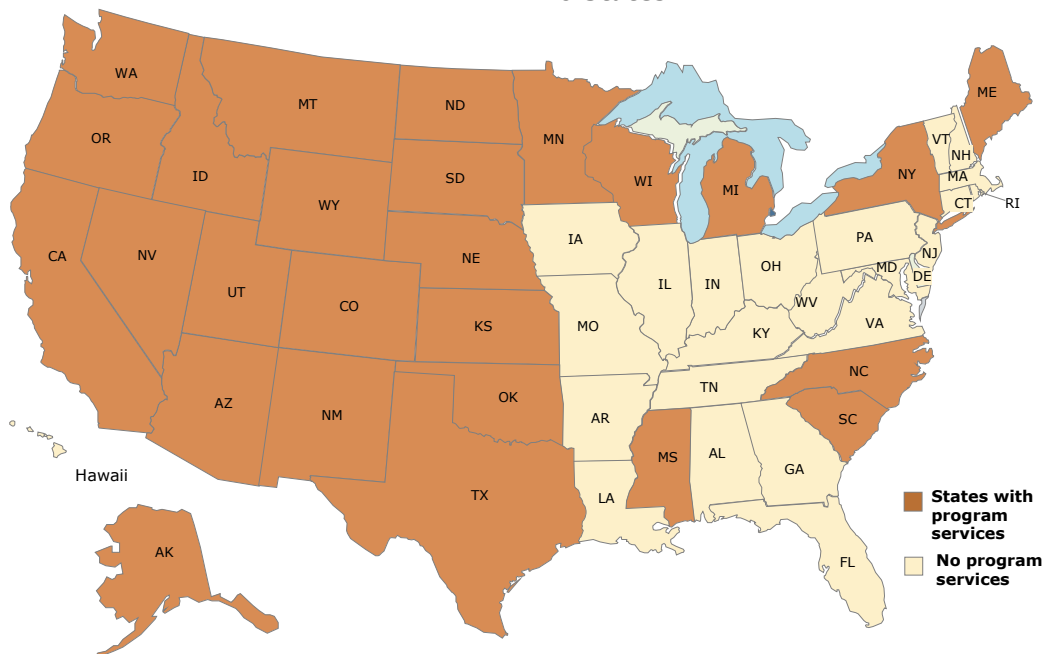 WA
MT
ND
ME
OR
MN
VT
NH
ID
SD
WI
MI
NY
MA
WY
CT
RI
IA
PA
CA
NV
NE
OH
NJ
MD
DE
UT
CO
IL
IN
WV
KS
MO
KY
VA
NC
TN
AZ
NM
OK
AR
SC
MS
AL
GA
Hawaii
TX
LA
States with
program
services
AK
FL
No program
services